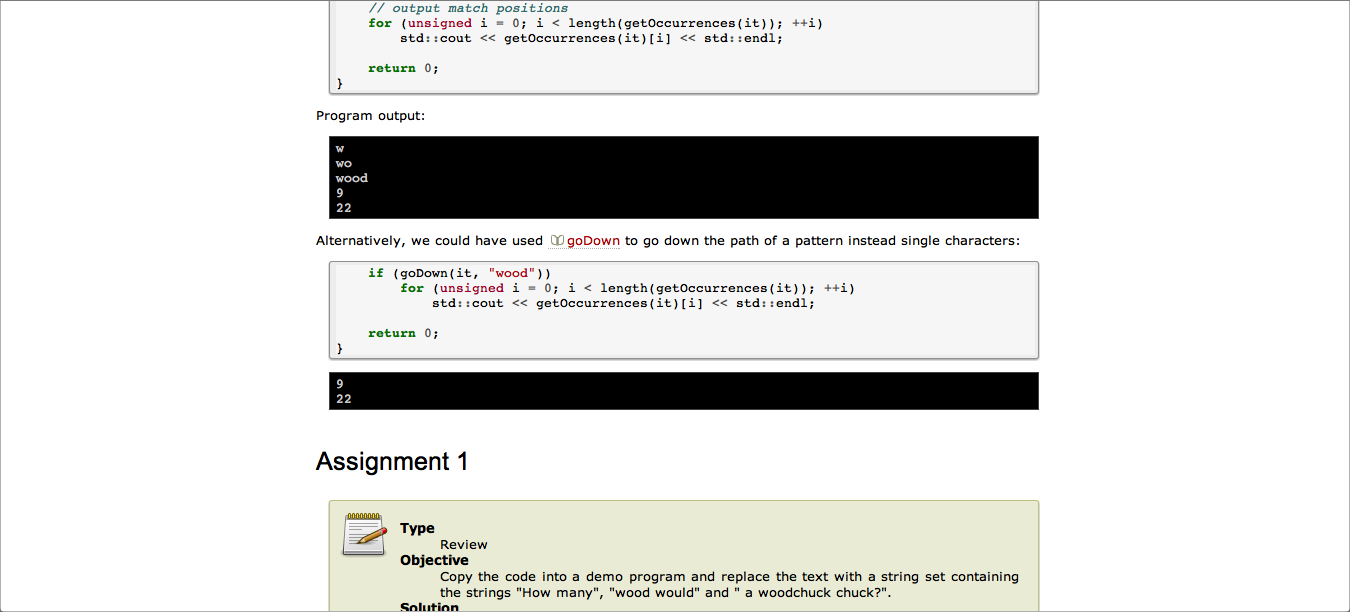 // output match positions
for (unsigned i = 0; i < length(getOccurrences(it)); ++i)
std::cout << getOccurrences(it)[i] << std::endl;
return 0;
}
Program output:
w
wo
wood
9
22
Alternatively, we could have used goDown to go down the path of a pattern instead single characters:
if (goDown(it, "wood"))
for (unsigned i = 0; i < length(getOccurrences(it)); ++i)
std::cout << getOccurrences(it)[i] << std::endl;
return 0;
}
9
22
Assignment 1
Type
Review
Objective
Copy the code into a demo program and replace the text with a string set containing
the strings "How many", "wood would" and " a woodchuck chuck?".
Solution